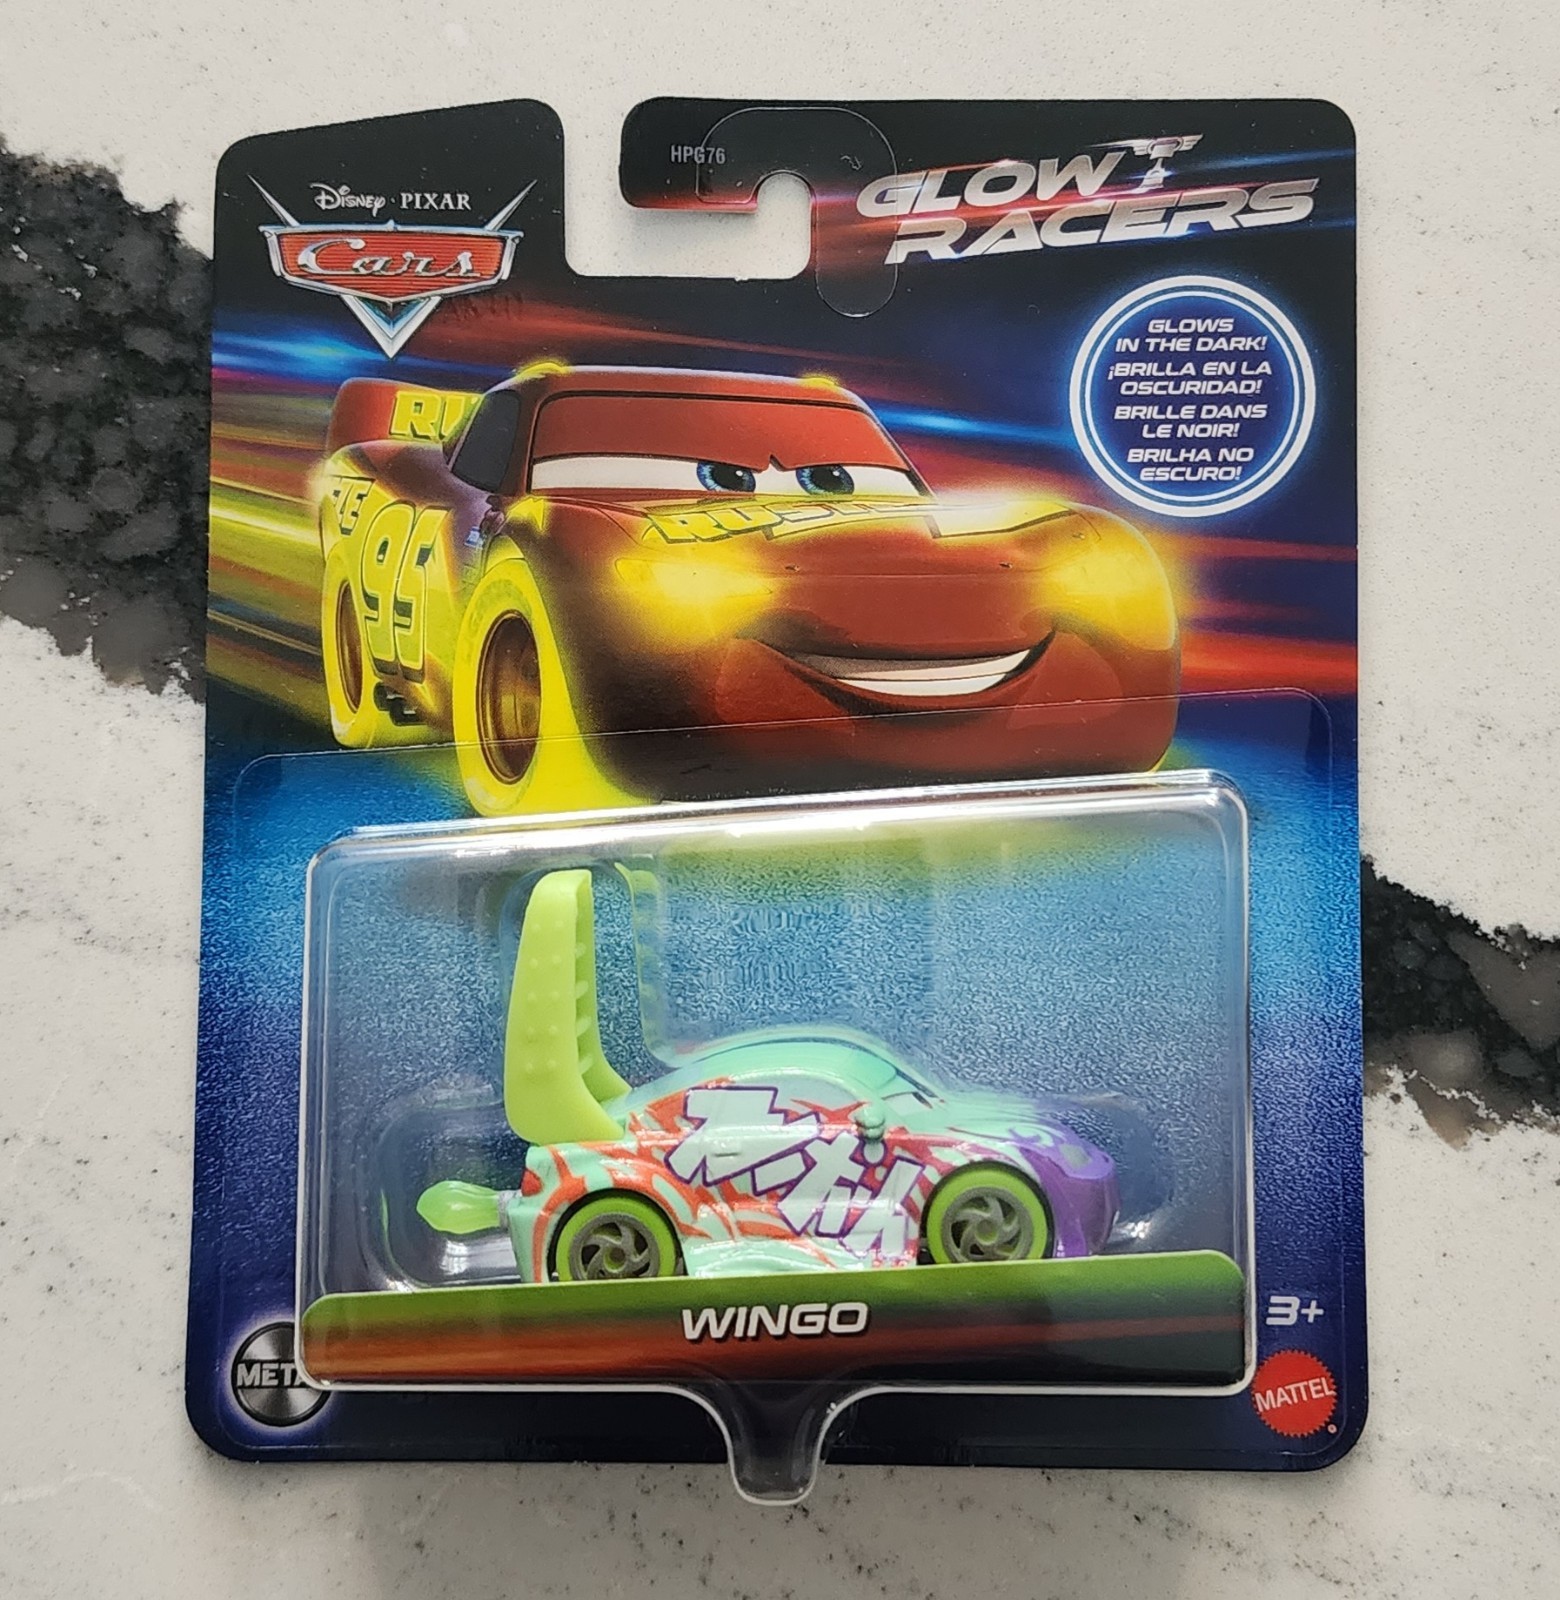 HPG76
GLOW
RACERS
Disney · PIXAR
Cars
GLOWS
IN THE DARK!
¡BRILLA EN LA
OSCURIDAD!
BRILLE DANS
LE NOIR!
BRILHA NO
ESCURO!
95
WINGO
3+
META
MATTEL